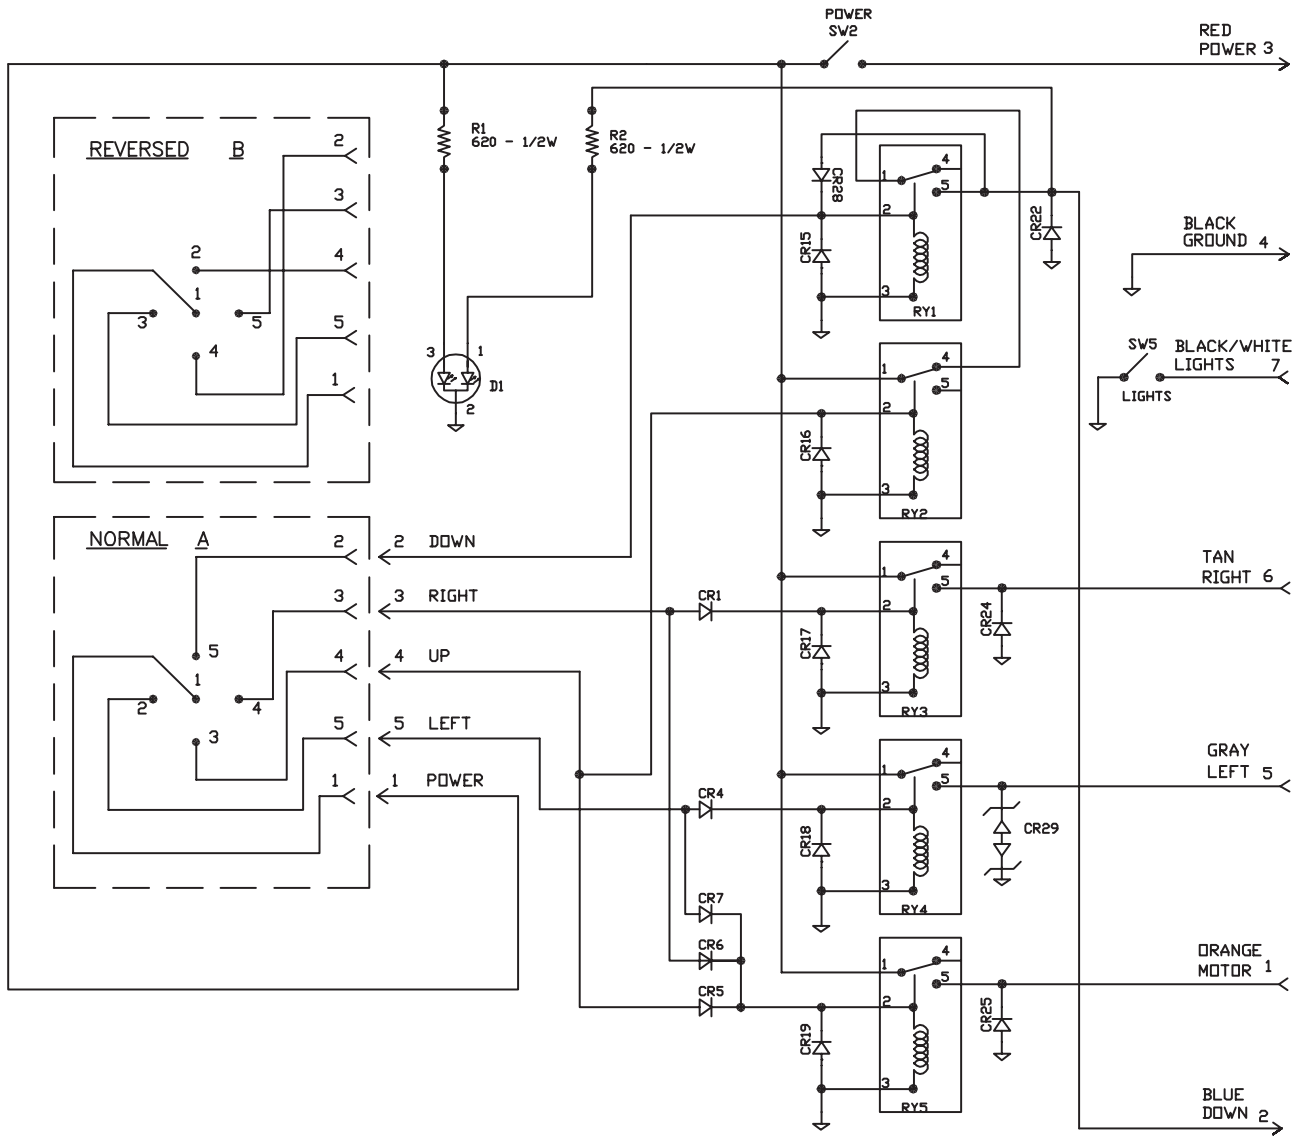 POWER
SW2
RED
POWER 3
R1
620 - 1/2W
R2
620 - 1/2W
REVERSED B
2
3
4
5
1
2
1
3
5
4
CR28
CR15
CR22
1
4
5
2
3
RY1
BLACK
GROUND 4
SW5
BLACK/WHITE
LIGHTS 7
LIGHTS
3
1
D1
2
CR16
1
4
5
2
3
RY2
NORMAL A
2
3
4
5
1
5
1
2
4
3
2 DOWN
3 RIGHT
4 UP
5 LEFT
1 POWER
CR1
CR17
1
4
5
2
3
RY3
CR24
TAN
RIGHT 6
CR4
CR18
1
4
5
2
3
RY4
CR29
GRAY
LEFT 5
CR7
CR6
CR5
CR19
1
4
5
2
3
RY5
CR25
ORANGE
MOTOR 1
BLUE
DOWN 2